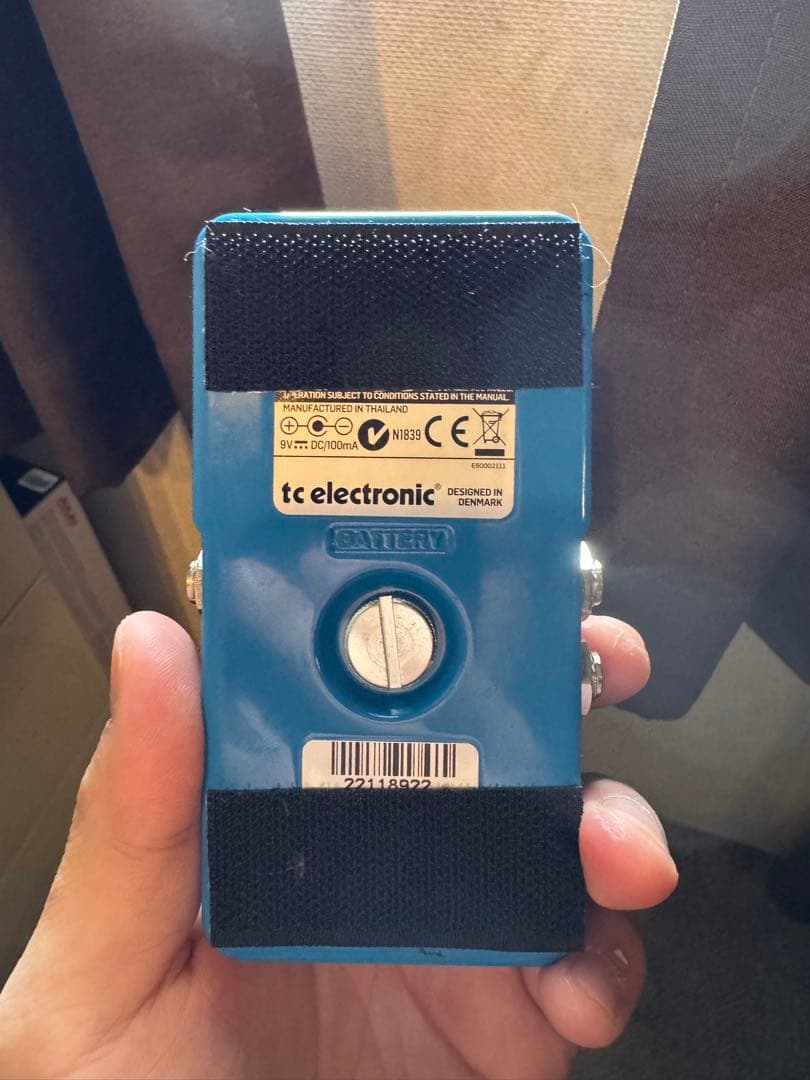 OPERATION SUBJECT TO CONDITIONS STATED IN THE MANUAL.
MANUFACTURED IN THAILAND
9V DC/100mA
N1839
CE
E60002111
tc electronic®
DESIGNED IN
DENMARK
BATTERY
22118922